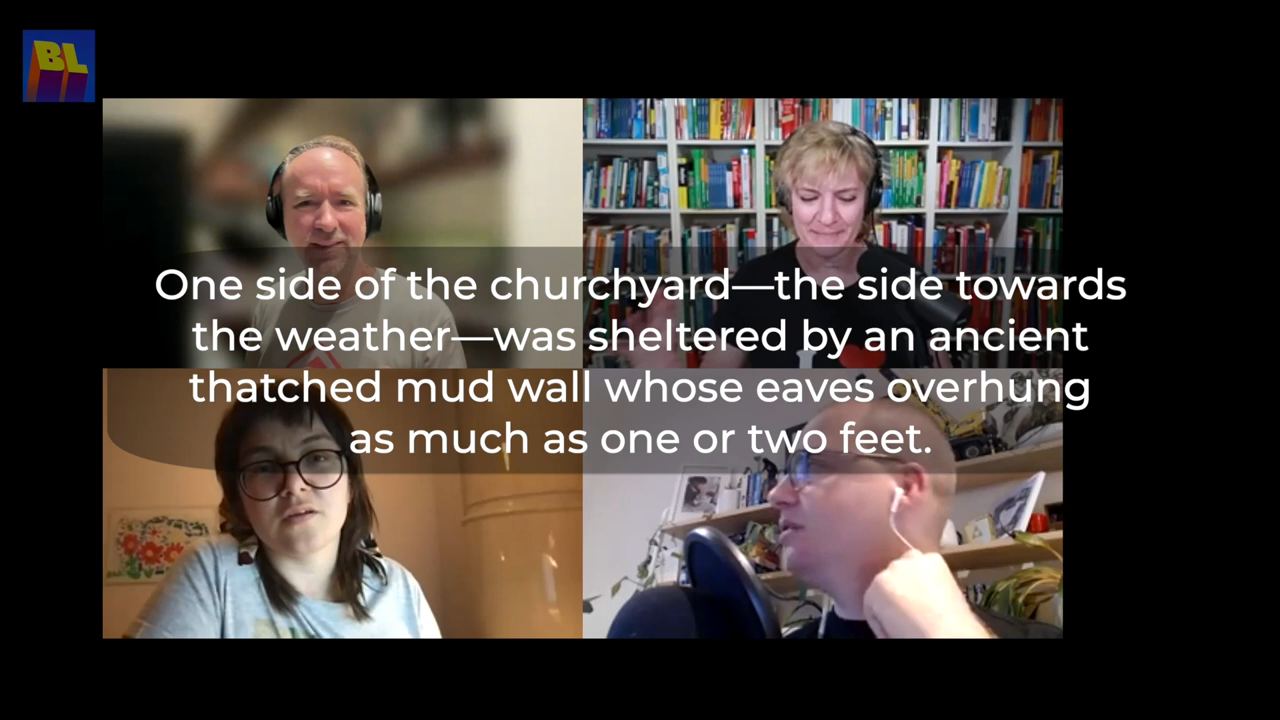 BL
One side of the churchyard—the side towards
the weather—was sheltered by an ancient
thatched mud wall whose eaves overhung
as much as one or two feet.